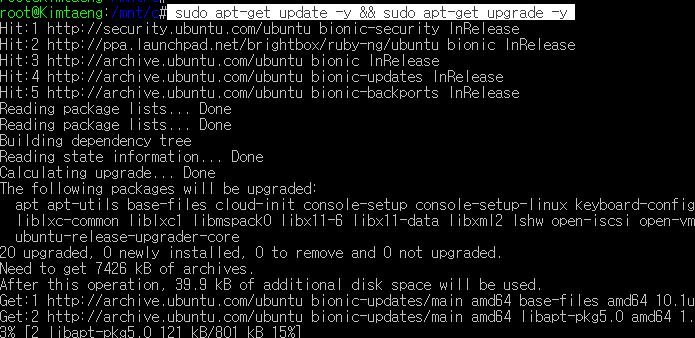 root@Kimtaeng:/mnt/c# sudo apt-get update -y && sudo apt-get upgrade -y
Hit:1 http://security.ubuntu.com/ubuntu bionic-security InRelease
Hit:2 http://ppa.launchpad.net/brightbox/ruby-ng/ubuntu bionic InRelease
Hit:3 http://archive.ubuntu.com/ubuntu bionic InRelease
Hit:4 http://archive.ubuntu.com/ubuntu bionic-updates InRelease
Hit:5 http://archive.ubuntu.com/ubuntu bionic-backports InRelease
Reading package lists... Done
Reading package lists... Done
Building dependency tree
Reading state information... Done
Calculating upgrade... Done
The following packages will be upgraded:
apt apt-utils base-files cloud-init console-setup console-setup-linux keyboard-config
liblxc-common liblxc1 libmspack0 libx11-6 libx11-data libxml2 lshw open-iscsi open-vm
ubuntu-release-upgrader-core
20 upgraded, 0 newly installed, 0 to remove and 0 not upgraded.
Need to get 7426 kB of archives.
After this operation, 39.9 kB of additional disk space will be used.
Get:1 http://archive.ubuntu.com/ubuntu bionic-updates/main amd64 base-files amd64 10.1u
Get:2 http://archive.ubuntu.com/ubuntu bionic-updates/main amd64 libapt-pkg5.0 amd64 1.
3% [2 libapt-pkg5.0 121 kB/801 kB 15%]